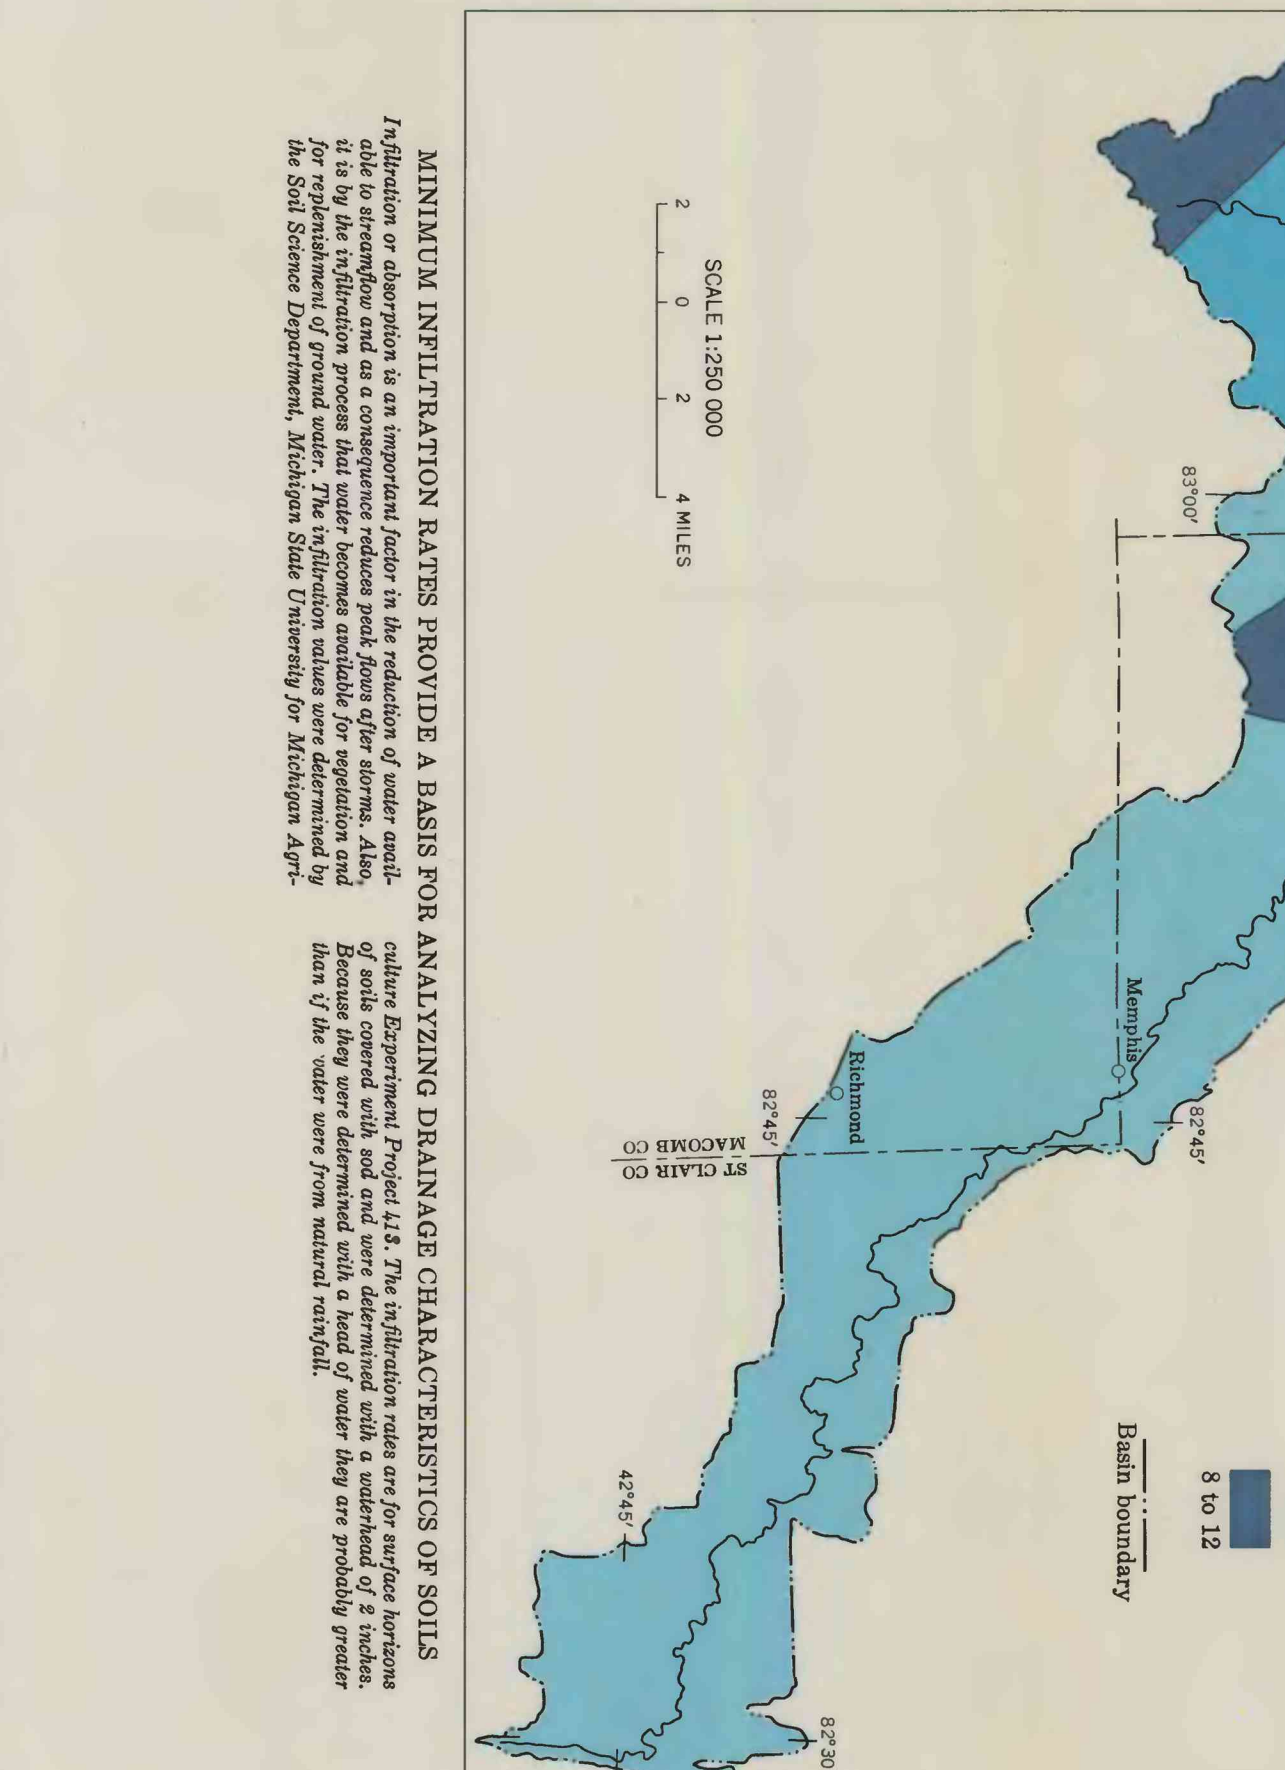 8 to 12
Basin boundary
82°45'
Memphis
83°00'
Richmond
82°30
82°45'
ST CLAIR CO
MACOMB CO
42°45'
SCALE 1:250 000
2 0 2 4 MILES
MINIMUM INFILTRATION RATES PROVIDE A BASIS FOR ANALYZING DRAINAGE CHARACTERISTICS OF SOILS
Infiltration or absorption is an important factor in the reduction of water avail-
able to streamflow and as a consequence reduces peak flows after storms. Also,
it is by the infiltration process that water becomes available for vegetation and
for replenishment of ground water. The infiltration values were determined by
the Soil Science Department, Michigan State University for Michigan Agri-
culture Experiment Project 413. The infiltration rates are for surface horizons
of soils covered with sod and were determined with a waterhead of 2 inches.
Because they were determined with a head of water they are probably greater
than if the water were from natural rainfall.